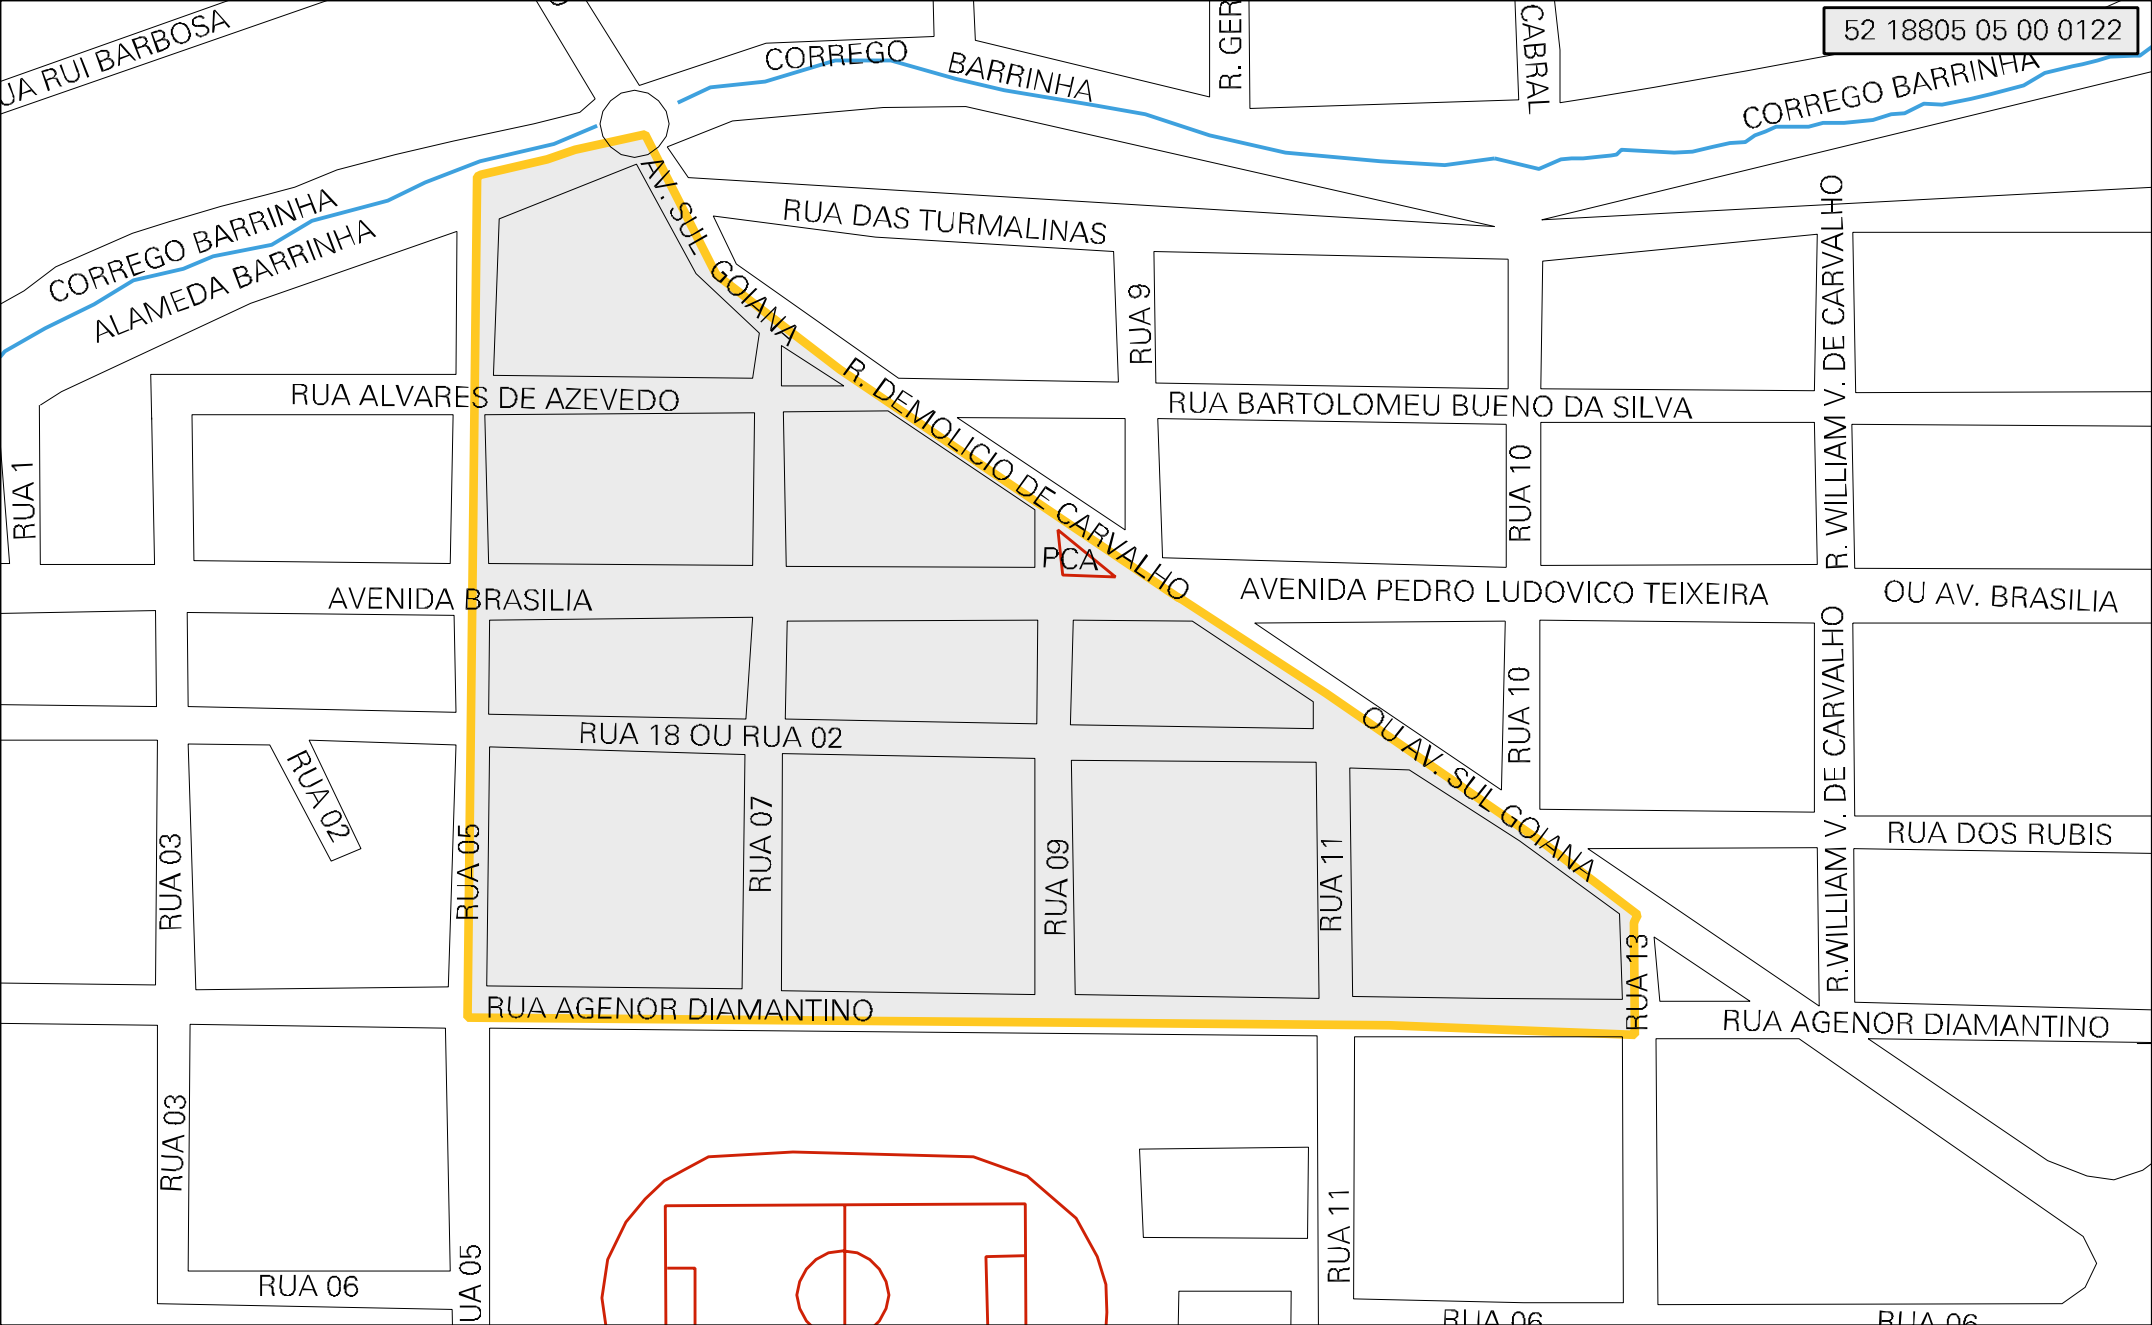 52 18805 05 00 0122
RUI BARBOSA
CORREGO
BARRINHA
R. GER
CABRAL
CORREGO BARRINHA
CORREGO BARRINHA
ALAMEDA BARRINHA
AV. SUL GOIANA
RUA DAS TURMALINAS
RUA 9
R. WILLIAM V. DE CARVALHO
RUA ALVARES DE AZEVEDO
R. DEMOLICIO DE CARVALHO
RUA BARTOLOMEU BUENO DA SILVA
RUA 1
RUA 10
PCA
AVENIDA BRASILIA
AVENIDA PEDRO LUDOVICO TEIXEIRA
OU AV. BRASILIA
RUA 18 OU RUA 02
OU AV. SUL GOIANA
RUA 10
R.WILLIAM V. DE CARVALHO
RUA 02
RUA 03
RUA 05
RUA 07
RUA 09
RUA 11
RUA DOS RUBIS
RUA 13
RUA AGENOR DIAMANTINO
RUA AGENOR DIAMANTINO
RUA 03
RUA 11
RUA 06
UA 05
RUA 06
RUA 06